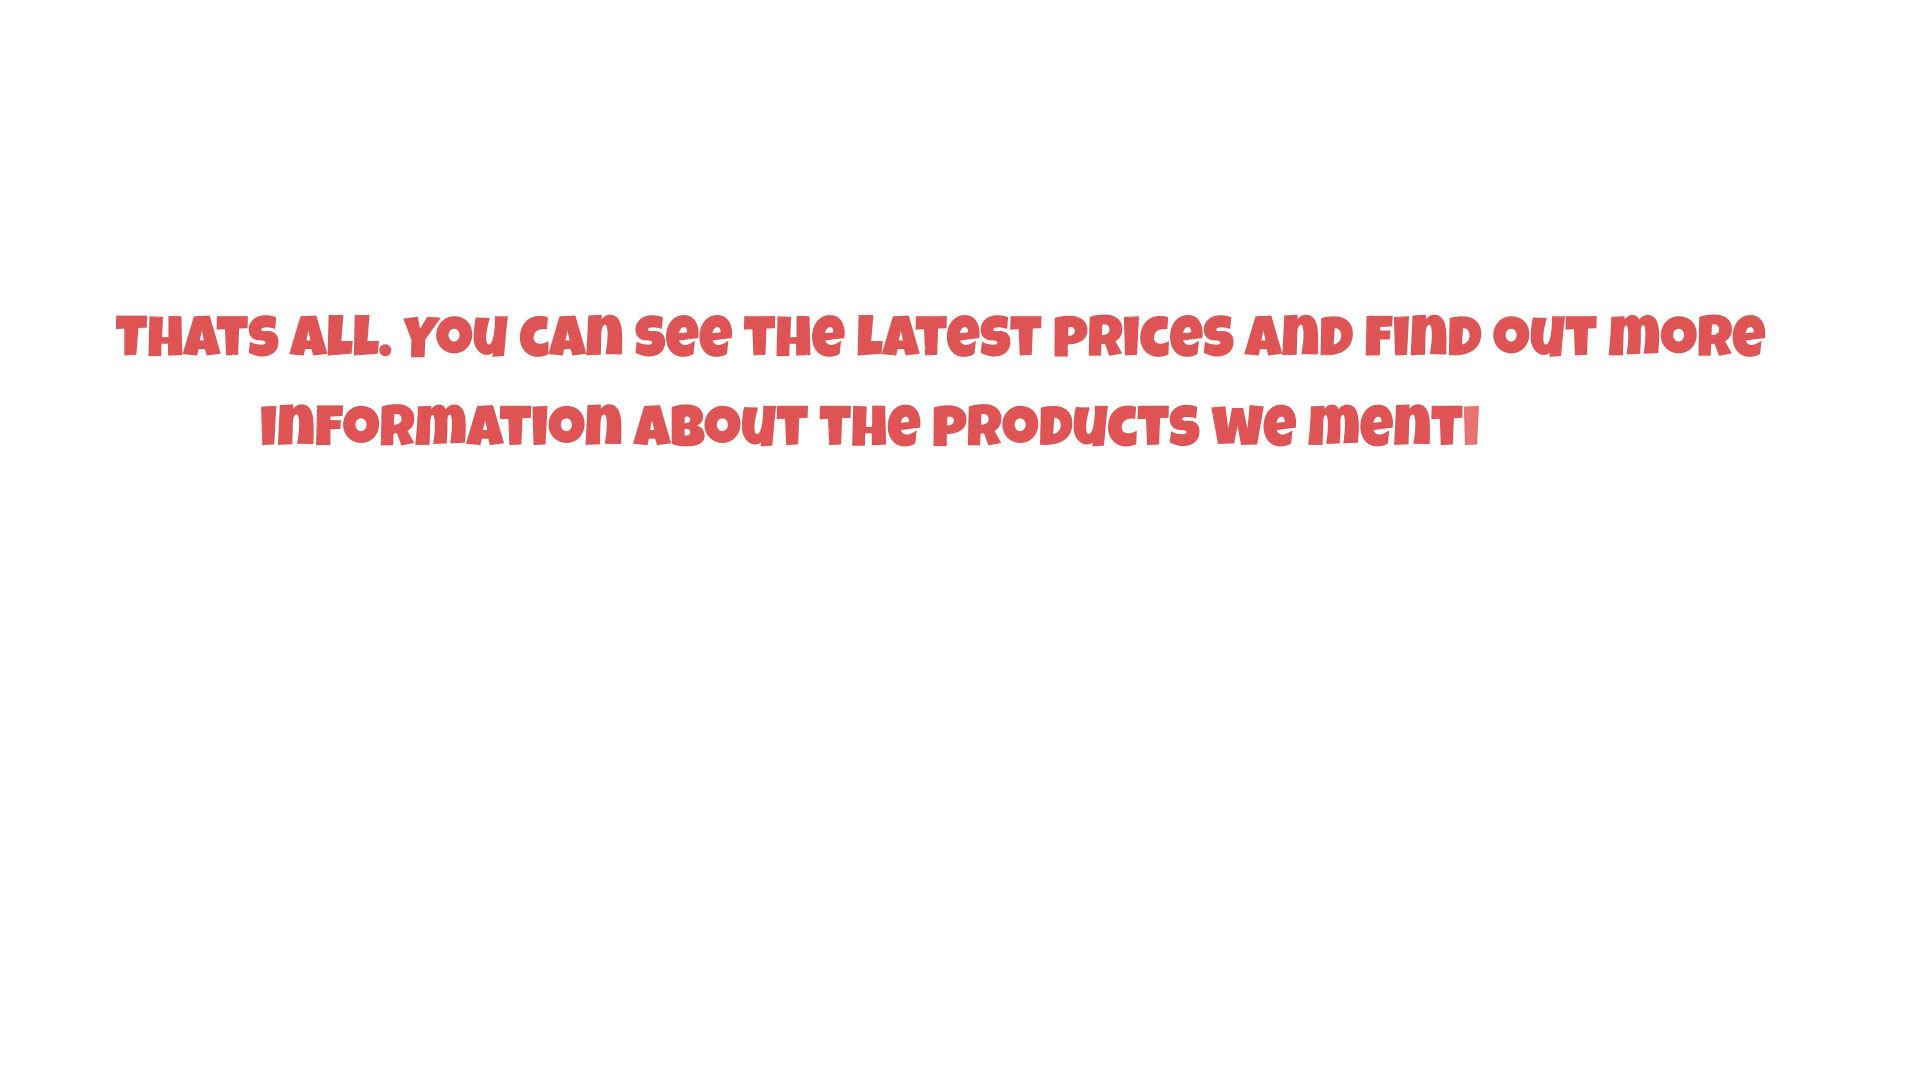 THATS ALL. YOU CAN SEE THE LATEST PRICES AND FIND OUT MORE
INFORMATION ABOUT THE PRODUCTS WE MENTI